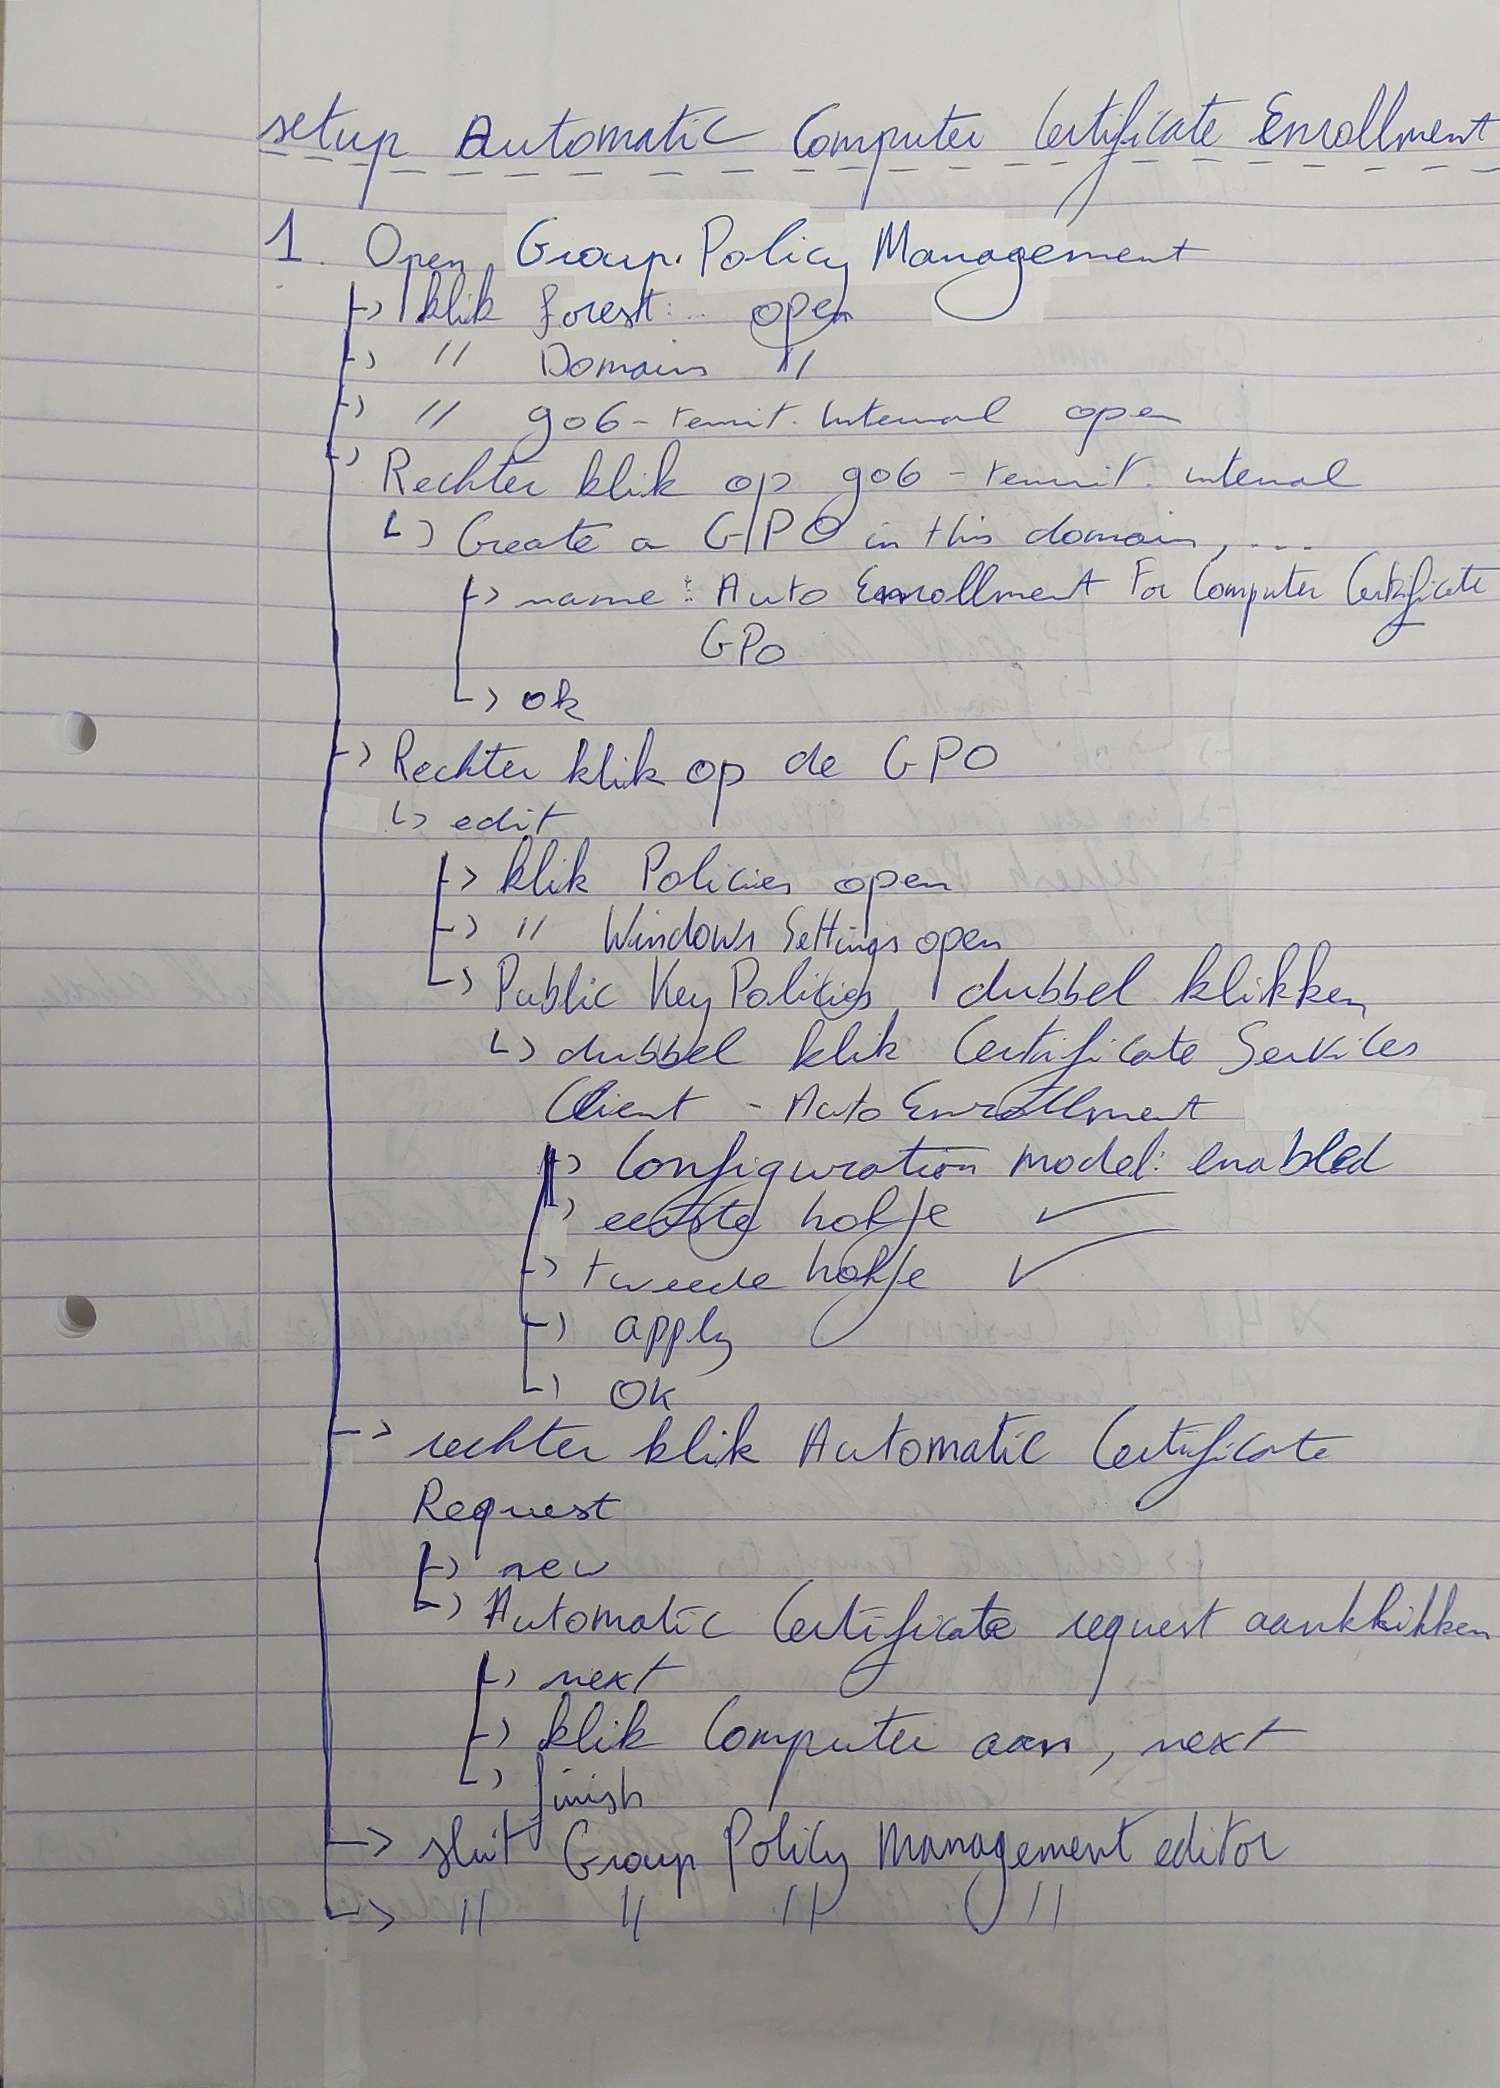 setup Automatic Computer Certificate Enrollment
1. Open Group Policy Management
↳ klik forest: .. open
↳ " Domains "
↳ " go6-remit.internal open
↳ Rechter klik op go6-remit.internal
↳ Create a GPO in this domain, ....
↳ name: Auto Enrollment For Computer Certificate
GPO
↳ ok
↳ Rechter klik op de GPO
↳ edit
↳ klik Policies open
↳ " Windows Settings open
↳ Public Key Policies dubbel klikken
↳ dubbel klik Certificate Services
Client - Auto Enrollment
↳ Configuration model: enabled
↳ eerste hokje ✓
↳ tweede hokje ✓
↳ apply
↳ OK
↳ rechter klik Automatic Certificate
Request
↳ new
↳ Automatic Certificate request aanklikken
↳ next
↳ klik Computer aan, next
↳ finish
↳ sluit Group Policy Management editor
↳ " " " "